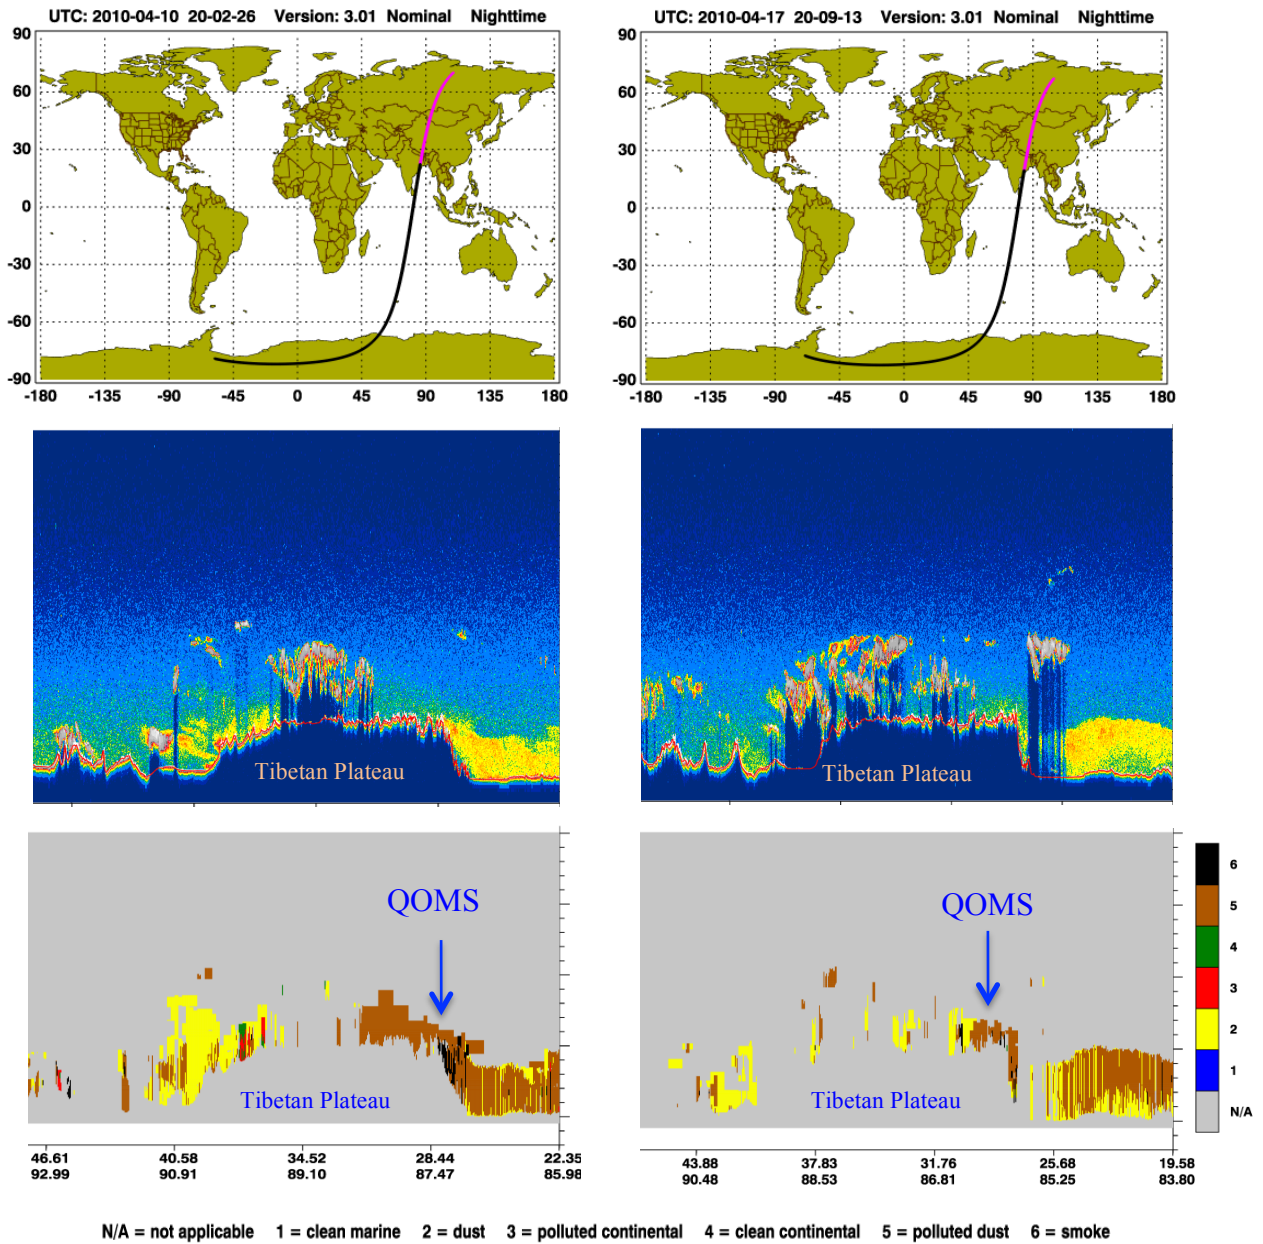 UTC: 2010-04-10 20-02-26 Version: 3.01 Nominal Nighttime
90
60
30
0
-30
-60
-90
-180 -135 -90 -45 0 45 90 135 180
UTC: 2010-04-17 20-09-13 Version: 3.01 Nominal Nighttime
90
60
30
0
-30
-60
-90
-180 -135 -90 -45 0 45 90 135 180
Tibetan Plateau
Tibetan Plateau
QOMS
Tibetan Plateau
46.61 40.58 34.52 28.44 22.35
92.99 90.91 89.10 87.47 85.98
QOMS
Tibetan Plateau
43.88 37.83 31.76 25.68 19.58
90.48 88.53 86.81 85.25 83.80
6
5
4
3
2
1
N/A
N/A = not applicable 1 = clean marine 2 = dust 3 = polluted continental 4 = clean continental 5 = polluted dust 6 = smoke